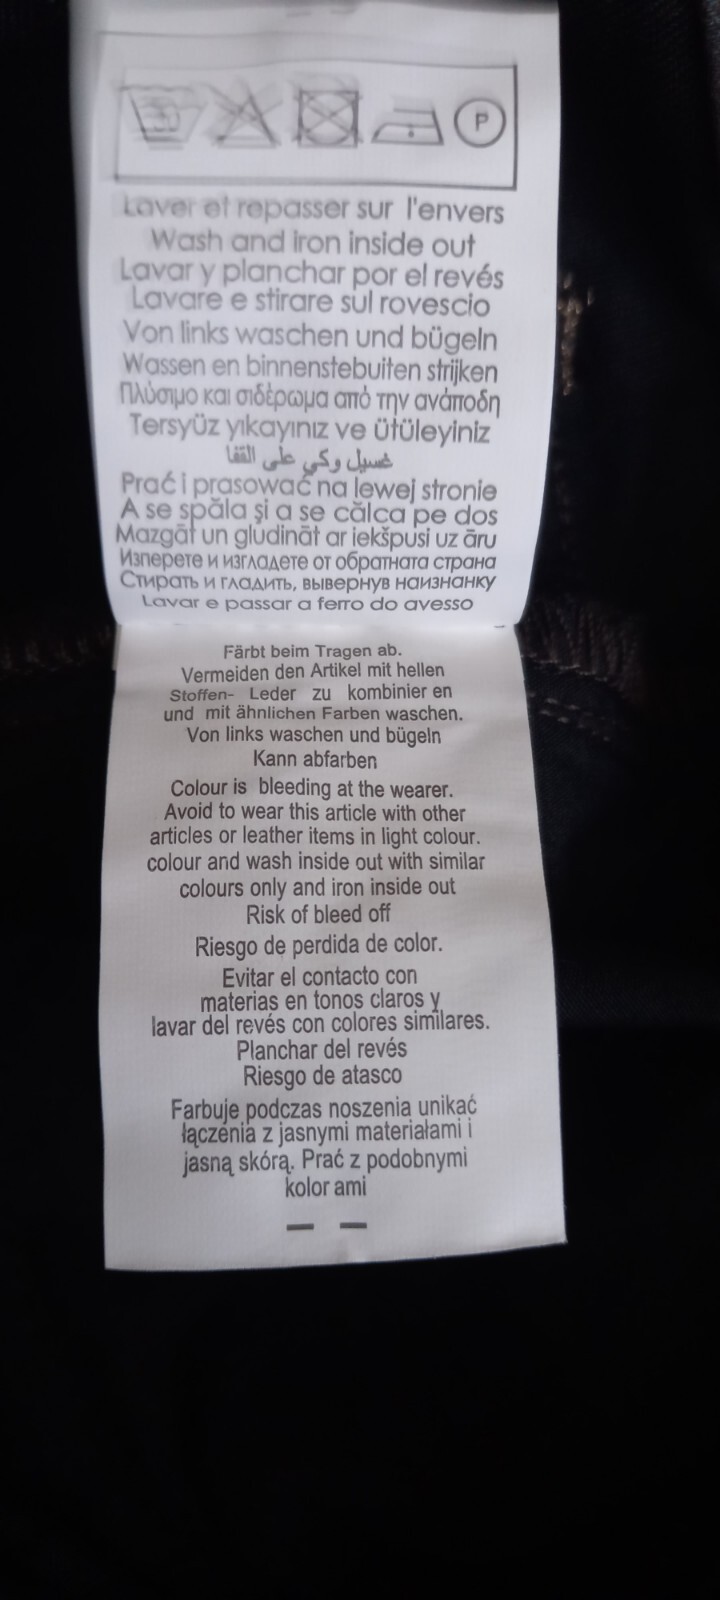 P
Laver et repasser sur l'envers
Wash and iron inside out
Lavar y planchar por el revés
Lavare e stirare sul rovescio
Von links waschen und bügeln
Wassen en binnenstebuiten strijken
Πλύσιμο και σιδέρωμα από την ανάποδη
Tersyüz yıkayınız ve ütüleyiniz
غسيل وكي على القفا
Prać i prasować na lewej stronie
A se spăla şi a se călca pe dos
Mazgāt un gludināt ar iekšpusi uz āru
Изперете и изгладете от обратната страна
Стирать и гладить, вывернув наизнанку
Lavar e passar a ferro do avesso
Färbt beim Tragen ab.
Vermeiden den Artikel mit hellen
Stoffen- Leder zu kombinier en
und mit ähnlichen Farben waschen.
Von links waschen und bügeln
Kann abfarben
Colour is bleeding at the wearer.
Avoid to wear this article with other
articles or leather items in light colour.
colour and wash inside out with similar
colours only and iron inside out
Risk of bleed off
Riesgo de perdida de color.
Evitar el contacto con
materias en tonos claros y
lavar del revés con colores similares.
Planchar del revés
Riesgo de atasco
Farbuje podczas noszenia unikać
łączenia z jasnymi materiałami i
jasną skórą. Prać z podobnymi
kolor ami